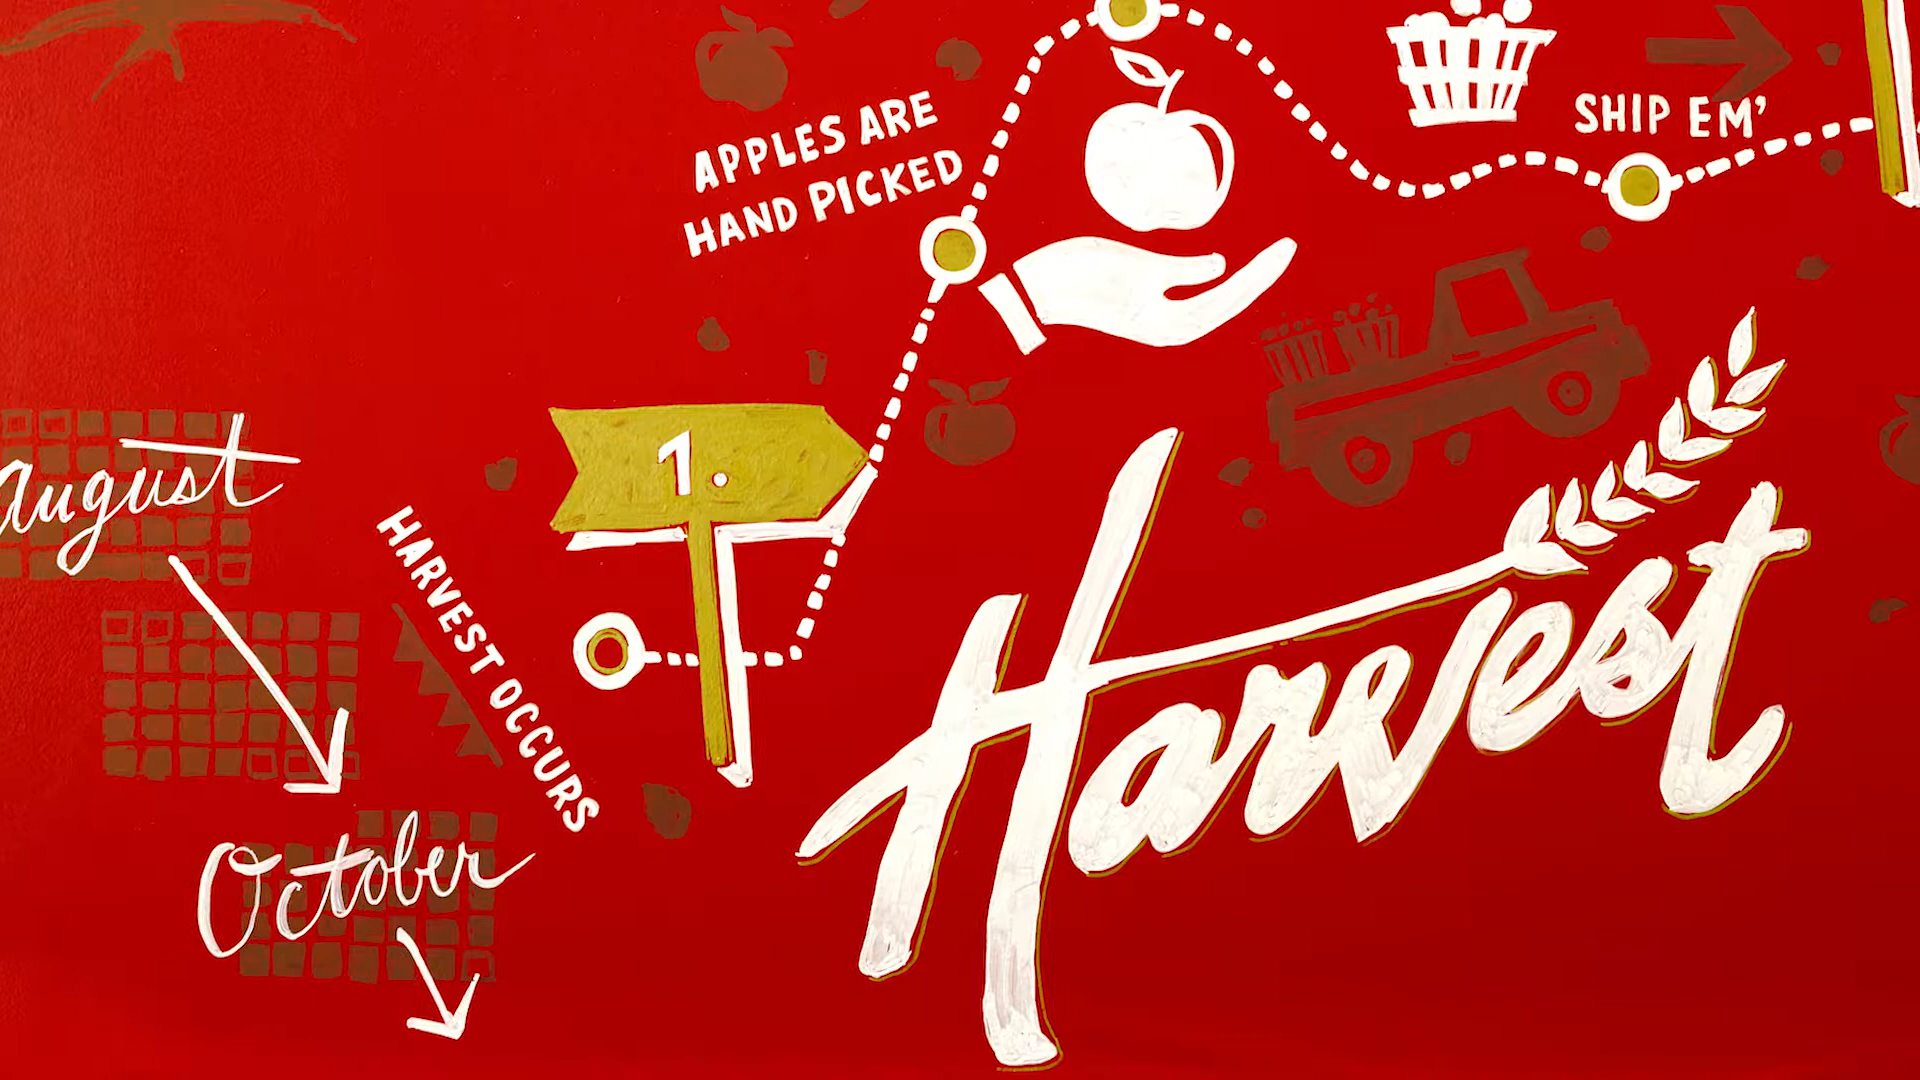 APPLES ARE
HAND PICKED
SHIP EM'
1.
august
HARVEST OCCURS
October
Harvest